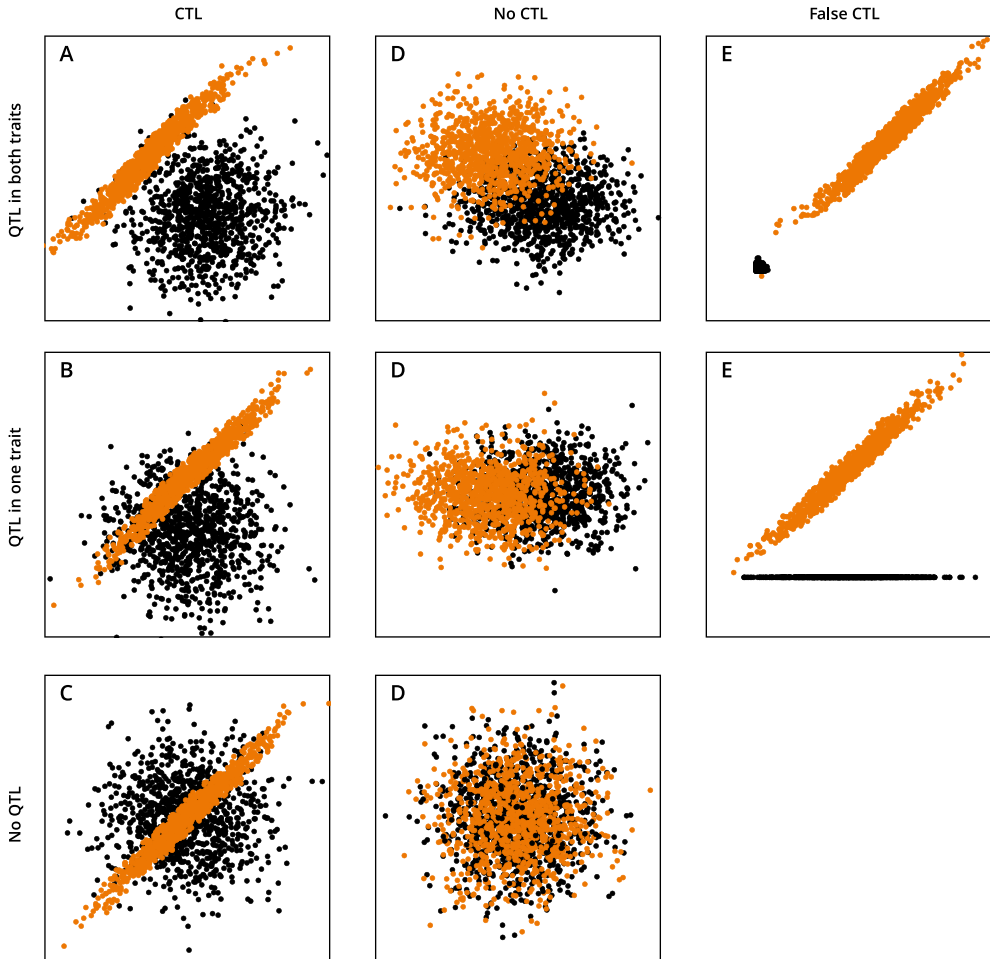 CTL
No CTL
False CTL
QTL in both traits
A
D
E
QTL in one trait
B
D
E
No QTL
C
D